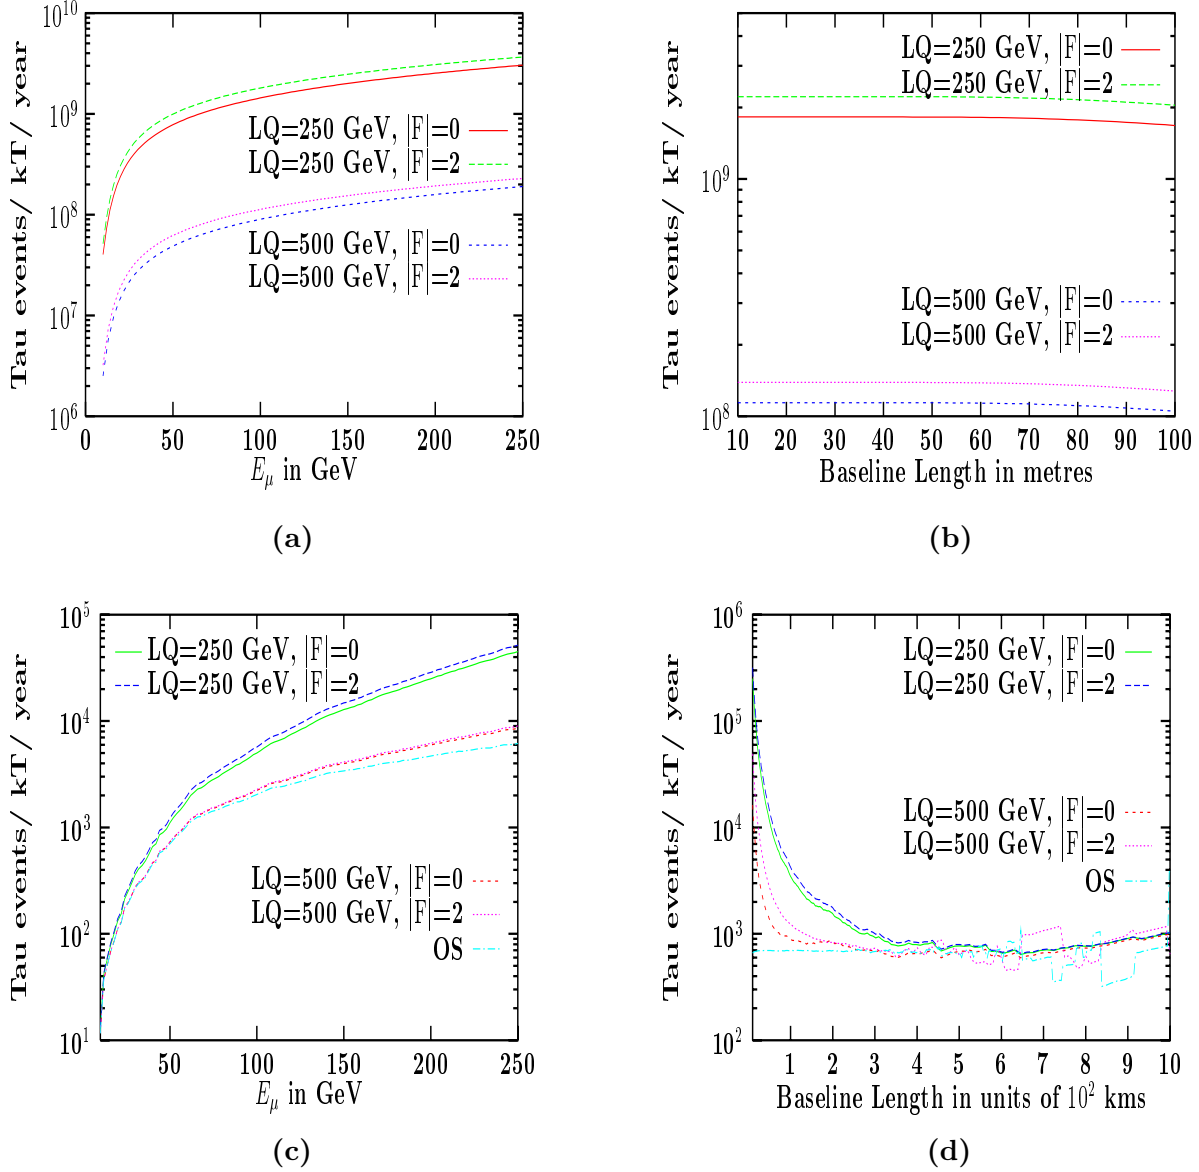 Tau events/ kT/ year
10^10
10^9
10^8
10^7
10^6
LQ=250 GeV, |F|=0
LQ=250 GeV, |F|=2
LQ=500 GeV, |F|=0
LQ=500 GeV, |F|=2
0 50 100 150 200 250
E_μ in GeV
(a)
Tau events/ kT/ year
10^9
10^8
LQ=250 GeV, |F|=0
LQ=250 GeV, |F|=2
LQ=500 GeV, |F|=0
LQ=500 GeV, |F|=2
10 20 30 40 50 60 70 80 90 100
Baseline Length in metres
(b)
Tau events/ kT/ year
10^5
10^4
10^3
10^2
10^1
LQ=250 GeV, |F|=0
LQ=250 GeV, |F|=2
LQ=500 GeV, |F|=0
LQ=500 GeV, |F|=2
OS
50 100 150 200 250
E_μ in GeV
(c)
Tau events/ kT/ year
10^6
10^5
10^4
10^3
10^2
LQ=250 GeV, |F|=0
LQ=250 GeV, |F|=2
LQ=500 GeV, |F|=0
LQ=500 GeV, |F|=2
OS
1 2 3 4 5 6 7 8 9 10
Baseline Length in units of 10^2 kms
(d)